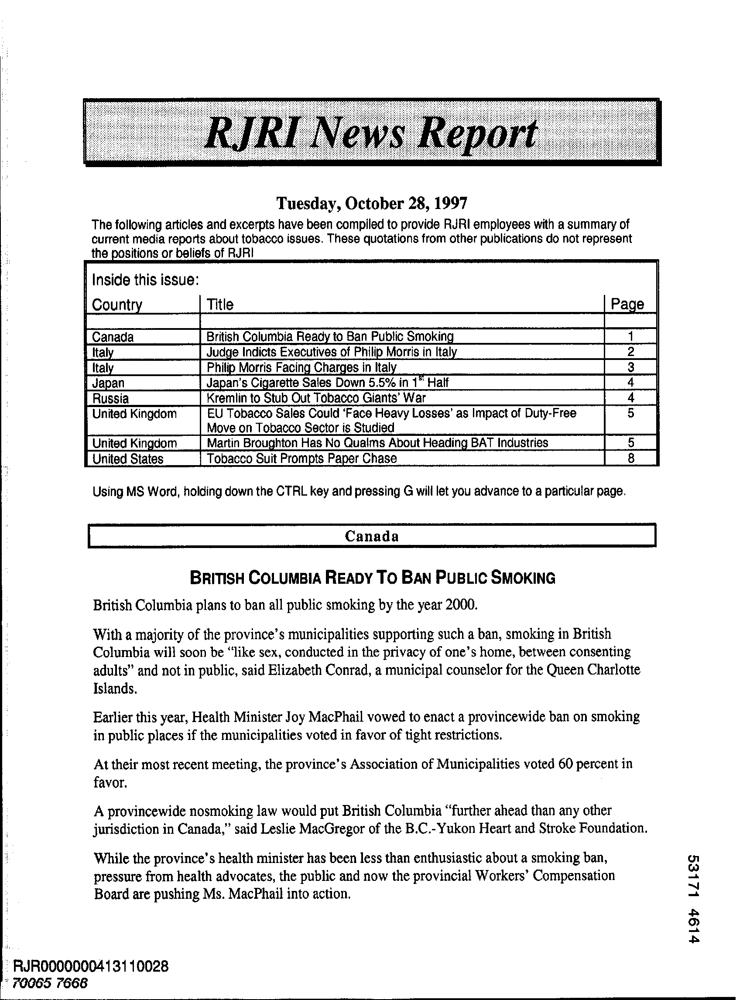 RJRI News Report
Tuesday, October 28, 1997
The following articles and excerpts have been compiled to provide RJRI employees with a summary of
current media reports about tobacco issues. These quotations from other publications do not represent
the positions or beliefs of RJRI
Inside this issue:
Country Title Page
Canada British Columbia Ready to Ban Public Smoking 1
Italy Judge Indicts Executives of Philip Morris in Italy 2
Italy Philip Morris Facing Charges in Italy 3
Japan Japan's Cigarette Sales Down 5.5% in 1st Half 4
Russia Kremlin to Stub Out Tobacco Giants' War 4
United Kingdom EU Tobacco Sales Could 'Face Heavy Losses' as Impact of Duty-Free 5
Move on Tobacco Sector is Studied
United Kingdom Martin Broughton Has No Qualms About Heading BAT Industries 5
United States Tobacco Suit Prompts Paper Chase 8
Using MS Word, holding down the CTRL key and pressing G will let you advance to a particular page.
Canada
BRITISH COLUMBIA READY TO BAN PUBLIC SMOKING
British Columbia plans to ban all public smoking by the year 2000.
With a majority of the province's municipalities supporting such a ban, smoking in British
Columbia will soon be "like sex, conducted in the privacy of one's home, between consenting
adults" and not in public, said Elizabeth Conrad, a municipal counselor for the Queen Charlotte
Islands.
Earlier this year, Health Minister Joy MacPhail vowed to enact a provincewide ban on smoking
in public places if the municipalities voted in favor of tight restrictions.
At their most recent meeting, the province's Association of Municipalities voted 60 percent in
favor.
A provincewide nosmoking law would put British Columbia "further ahead than any other
jurisdiction in Canada," said Leslie MacGregor of the B.C.-Yukon Heart and Stroke Foundation.
While the province's health minister has been less than enthusiastic about a smoking ban,
pressure from health advocates, the public and now the provincial Workers' Compensation
Board are pushing Ms. MacPhail into action.
53171 4614
RJR0000000413110028
70065 7668